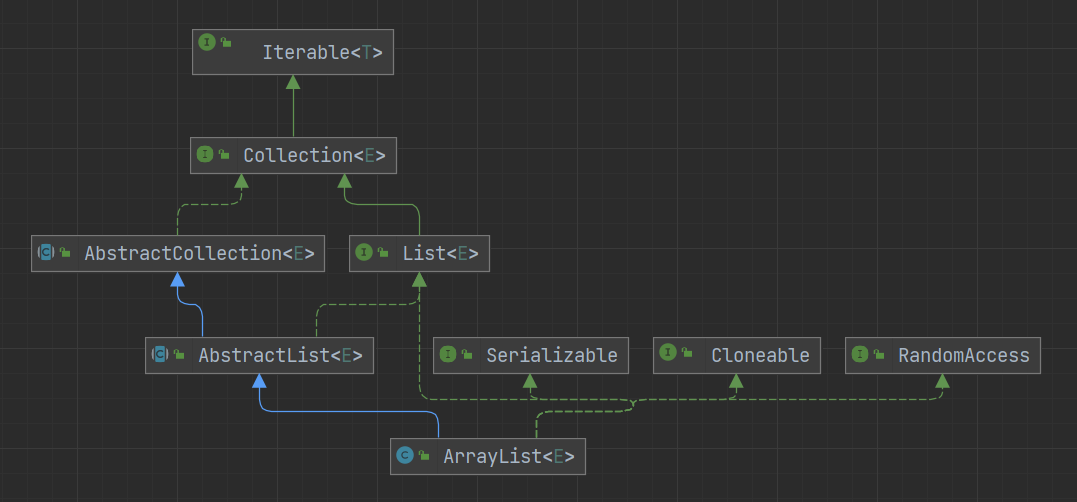 Iterable<T>
Collection<E>
AbstractCollection<E>
List<E>
AbstractList<E>
Serializable
Cloneable
RandomAccess
ArrayList<E>